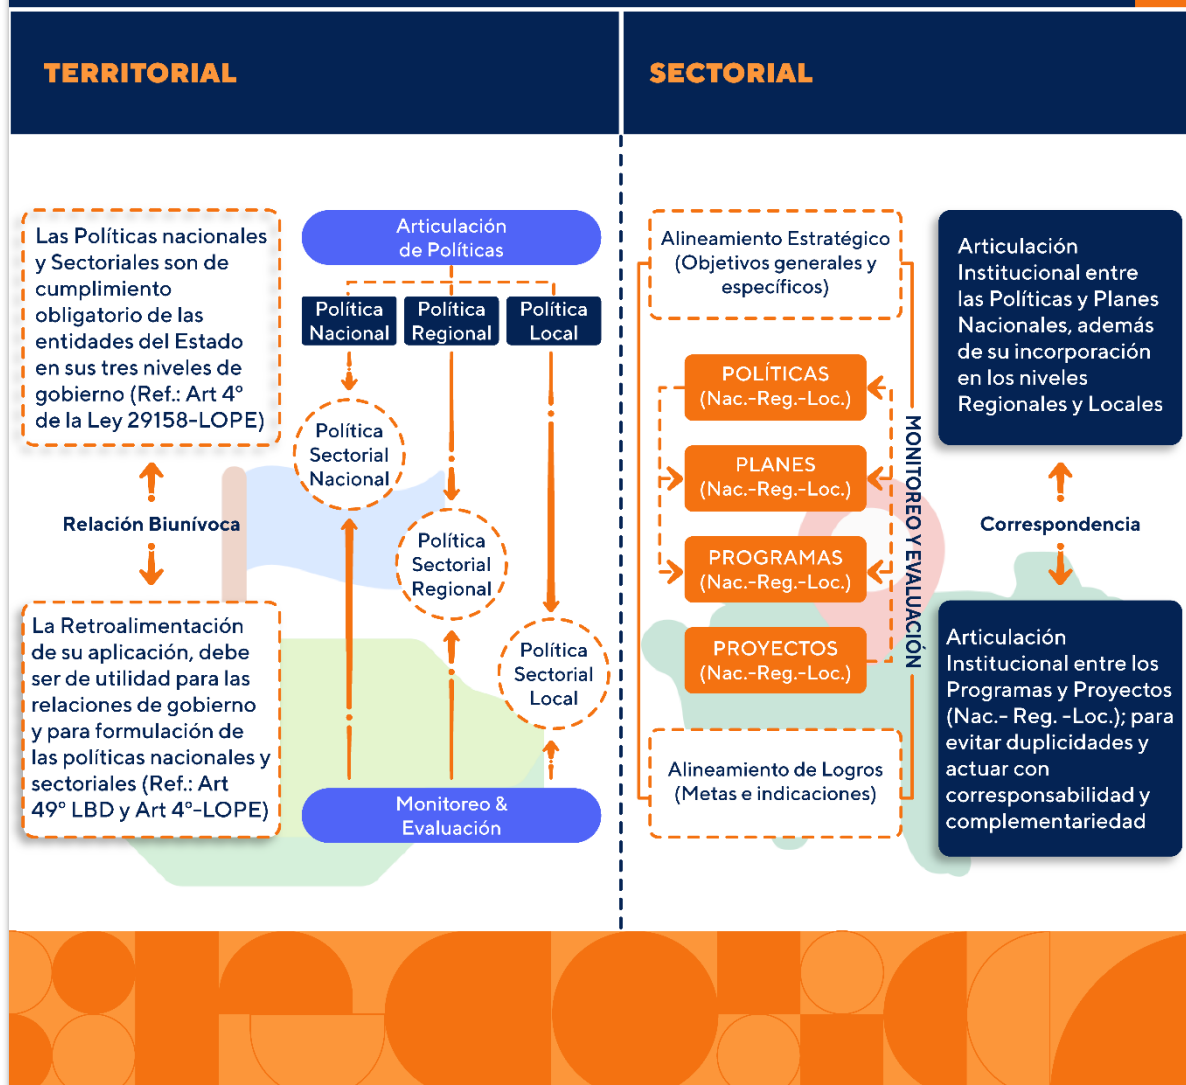 TERRITORIAL
Las Políticas nacionales
y Sectoriales son de
cumplimiento
obligatorio de las
entidades del Estado
en sus tres niveles de
gobierno (Ref.: Art 4º
de la Ley 29158-LOPE)
Relación Biunívoca
La Retroalimentación
de su aplicación, debe
ser de utilidad para las
relaciones de gobierno
y para formulación de
las políticas nacionales y
sectoriales (Ref.: Art
49º LBD y Art 4º-LOPE)
Articulación
de Políticas
Política
Nacional
Política
Regional
Política
Local
Política
Sectorial
Nacional
Política
Sectorial
Regional
Política
Sectorial
Local
Monitoreo &
Evaluación
SECTORIAL
Alineamiento Estratégico
(Objetivos generales y
específicos)
POLÍTICAS
(Nac.-Reg.-Loc.)
PLANES
(Nac.-Reg.-Loc.)
PROGRAMAS
(Nac.-Reg.-Loc.)
PROYECTOS
(Nac.-Reg.-Loc.)
MONITOREO Y EVALUACIÓN
Alineamiento de Logros
(Metas e indicaciones)
Articulación
Institucional entre
las Políticas y Planes
Nacionales, además
de su incorporación
en los niveles
Regionales y Locales
Correspondencia
Articulación
Institucional entre los
Programas y Proyectos
(Nac.- Reg. -Loc.); para
evitar duplicidades y
actuar con
corresponsabilidad y
complementariedad